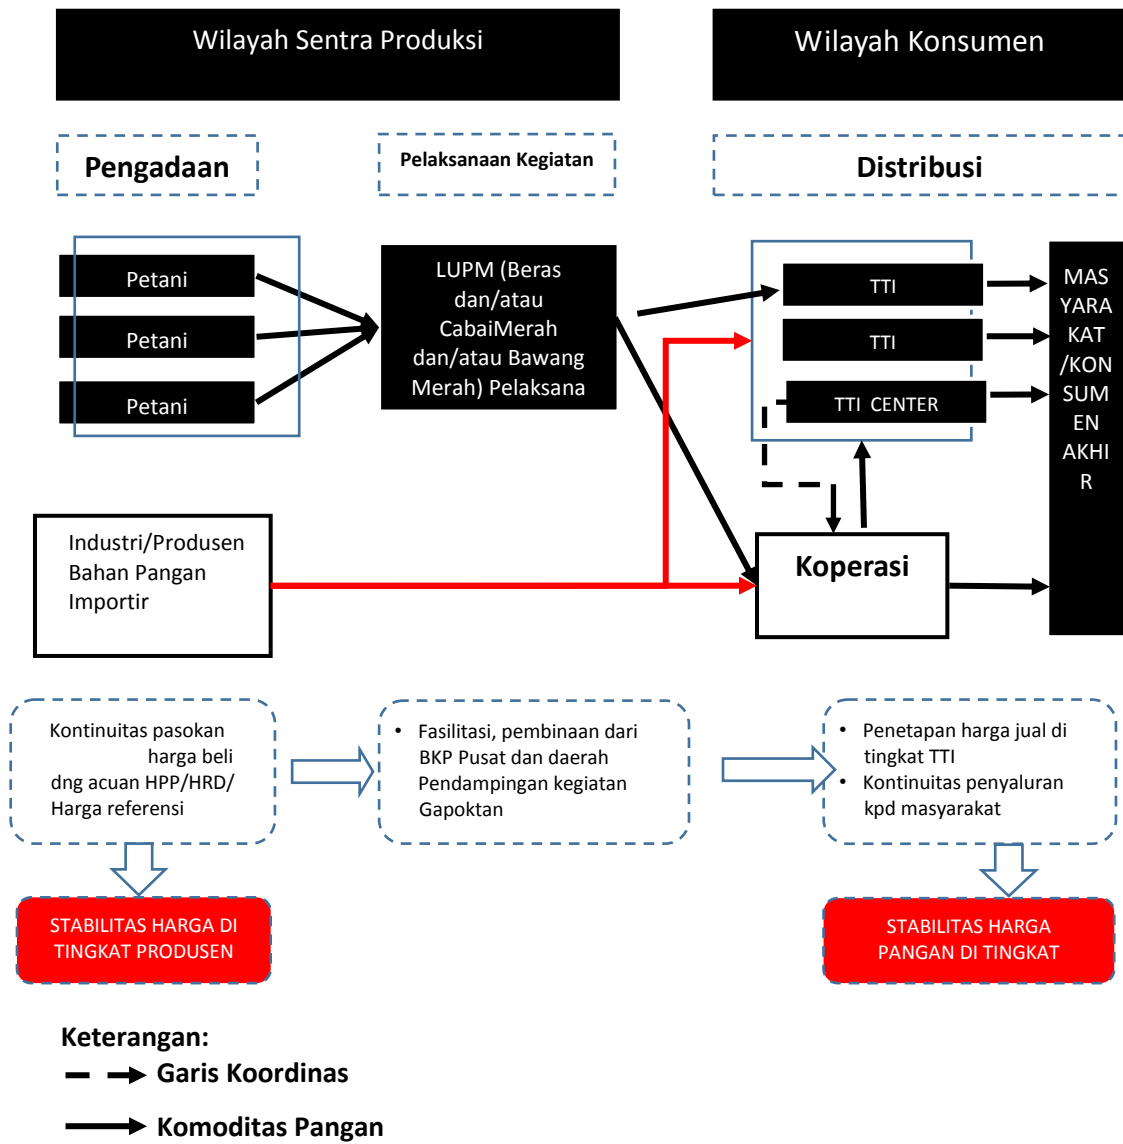 Wilayah Sentra Produksi
Wilayah Konsumen
Pengadaan
Pelaksanaan Kegiatan
Distribusi
Petani
Petani
Petani
LUPM (Beras
dan/atau
CabaiMerah
dan/atau Bawang
Merah) Pelaksana
TTI
TTI
TTI CENTER
MAS
YARA
KAT
/KON
SUM
EN
AKHI
R
Industri/Produsen
Bahan Pangan
Importir
Koperasi
Kontinuitas pasokan
harga beli
dng acuan HPP/HRD/
Harga referensi
• Fasilitasi, pembinaan dari
BKP Pusat dan daerah
Pendampingan kegiatan
Gapoktan
• Penetapan harga jual di
tingkat TTI
• Kontinuitas penyaluran
kpd masyarakat
STABILITAS HARGA DI
TINGKAT PRODUSEN
STABILITAS HARGA
PANGAN DI TINGKAT
Keterangan:
Garis Koordinas
Komoditas Pangan